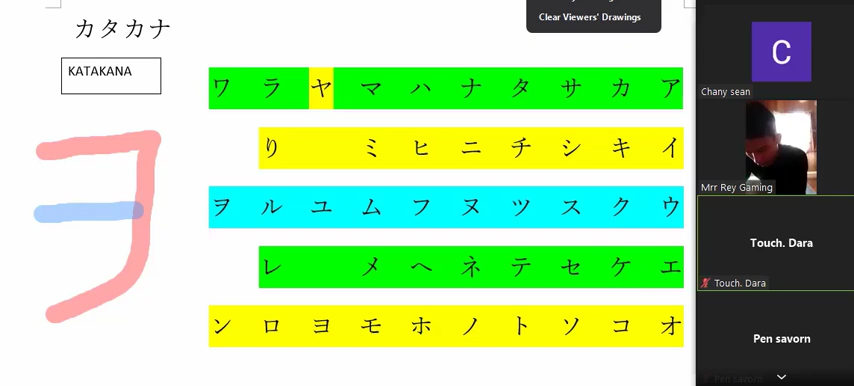 Clear Viewers' Drawings
カタカナ
KATAKANA
ワ ラ ヤ マ ハ ナ タ サ カ ア
り ミ ヒ ニ チ シ キ イ
ヲ ル ユ ム フ ヌ ツ ス ク ウ
レ メ ヘ ネ テ セ ケ エ
ン ロ ヨ モ ホ ノ ト ソ コ オ
ヲ
C
Chany sean
Mrr Rey Gaming
Touch. Dara
Touch. Dara
Pen savorn
Pen savorn